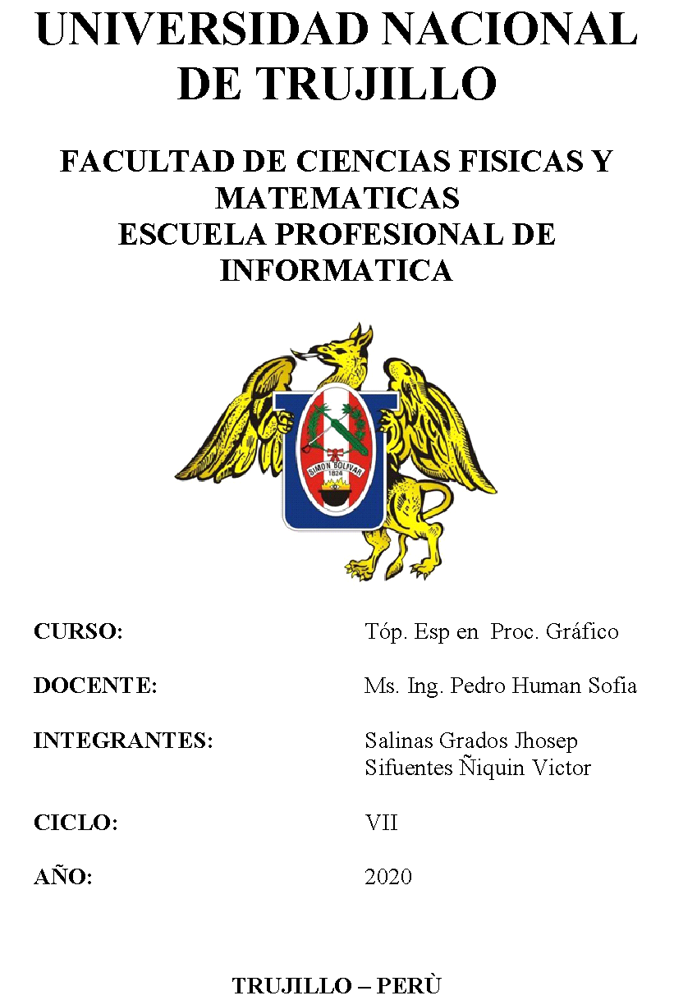 UNIVERSIDAD NACIONAL
DE TRUJILLO
FACULTAD DE CIENCIAS FISICAS Y
MATEMATICAS
ESCUELA PROFESIONAL DE
INFORMATICA
SIMON BOLIVAR
1824
CURSO: Tóp. Esp en  Proc. Gráfico
DOCENTE: Ms. Ing. Pedro Human Sofia
INTEGRANTES: Salinas Grados Jhosep
Sifuentes Ñiquin Victor
CICLO: VII
AÑO: 2020
TRUJILLO – PERÙ